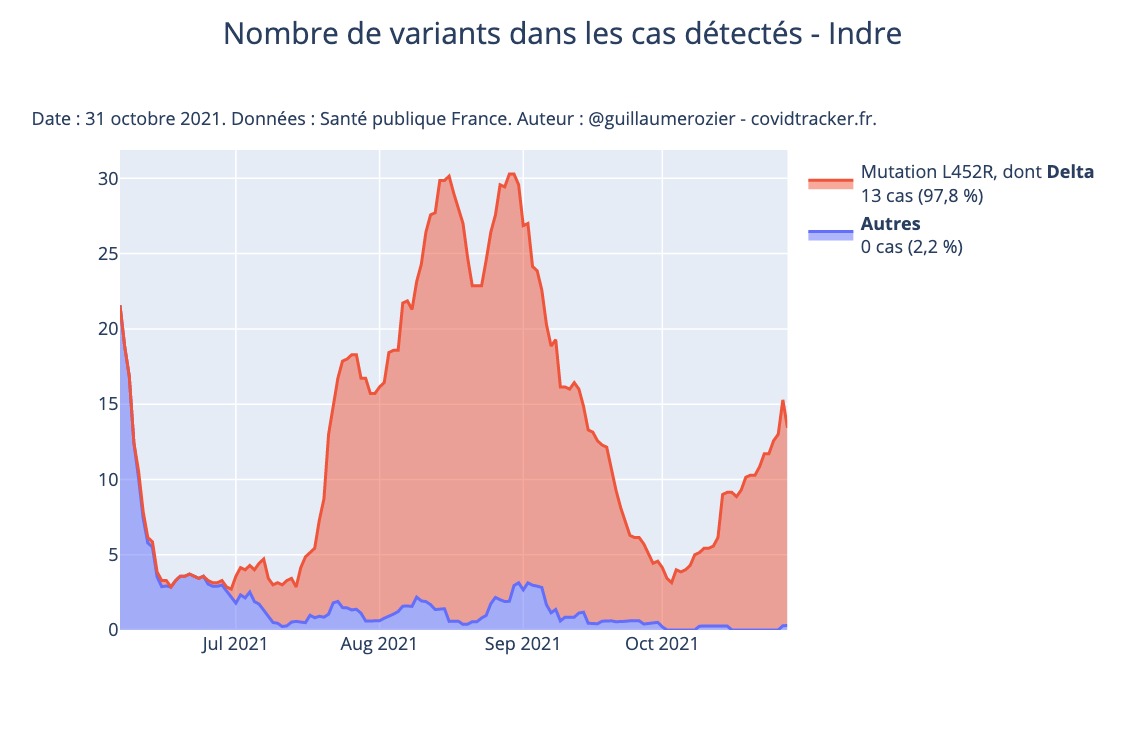 Nombre de variants dans les cas détectés - Indre
Date : 31 octobre 2021. Données : Santé publique France. Auteur : @guillaumerozier - covidtracker.fr.
30
25
20
15
10
5
0
Jul 2021
Aug 2021
Sep 2021
Oct 2021
Mutation L452R, dont Delta
13 cas (97,8 %)
Autres
0 cas (2,2 %)